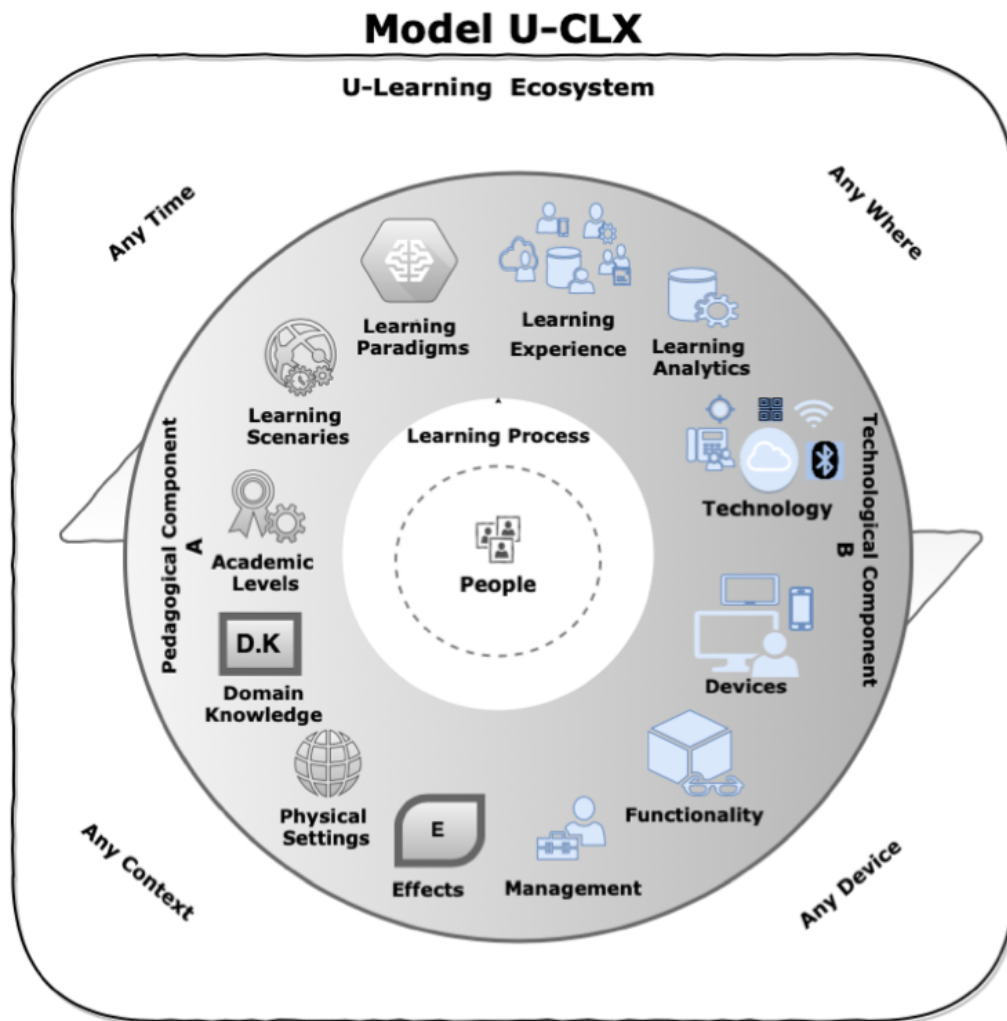 Model U-CLX
U-Learning Ecosystem
Any Time
Any Where
Learning
Paradigms
Learning
Experience
Learning
Analytics
Learning
Scenaries
Learning Process
Technology
Pedagogical Component
A
Technological Component
B
Academic
Levels
People
D.K
Domain
Knowledge
Devices
Physical
Settings
Functionality
E
Effects
Management
Any Context
Any Device